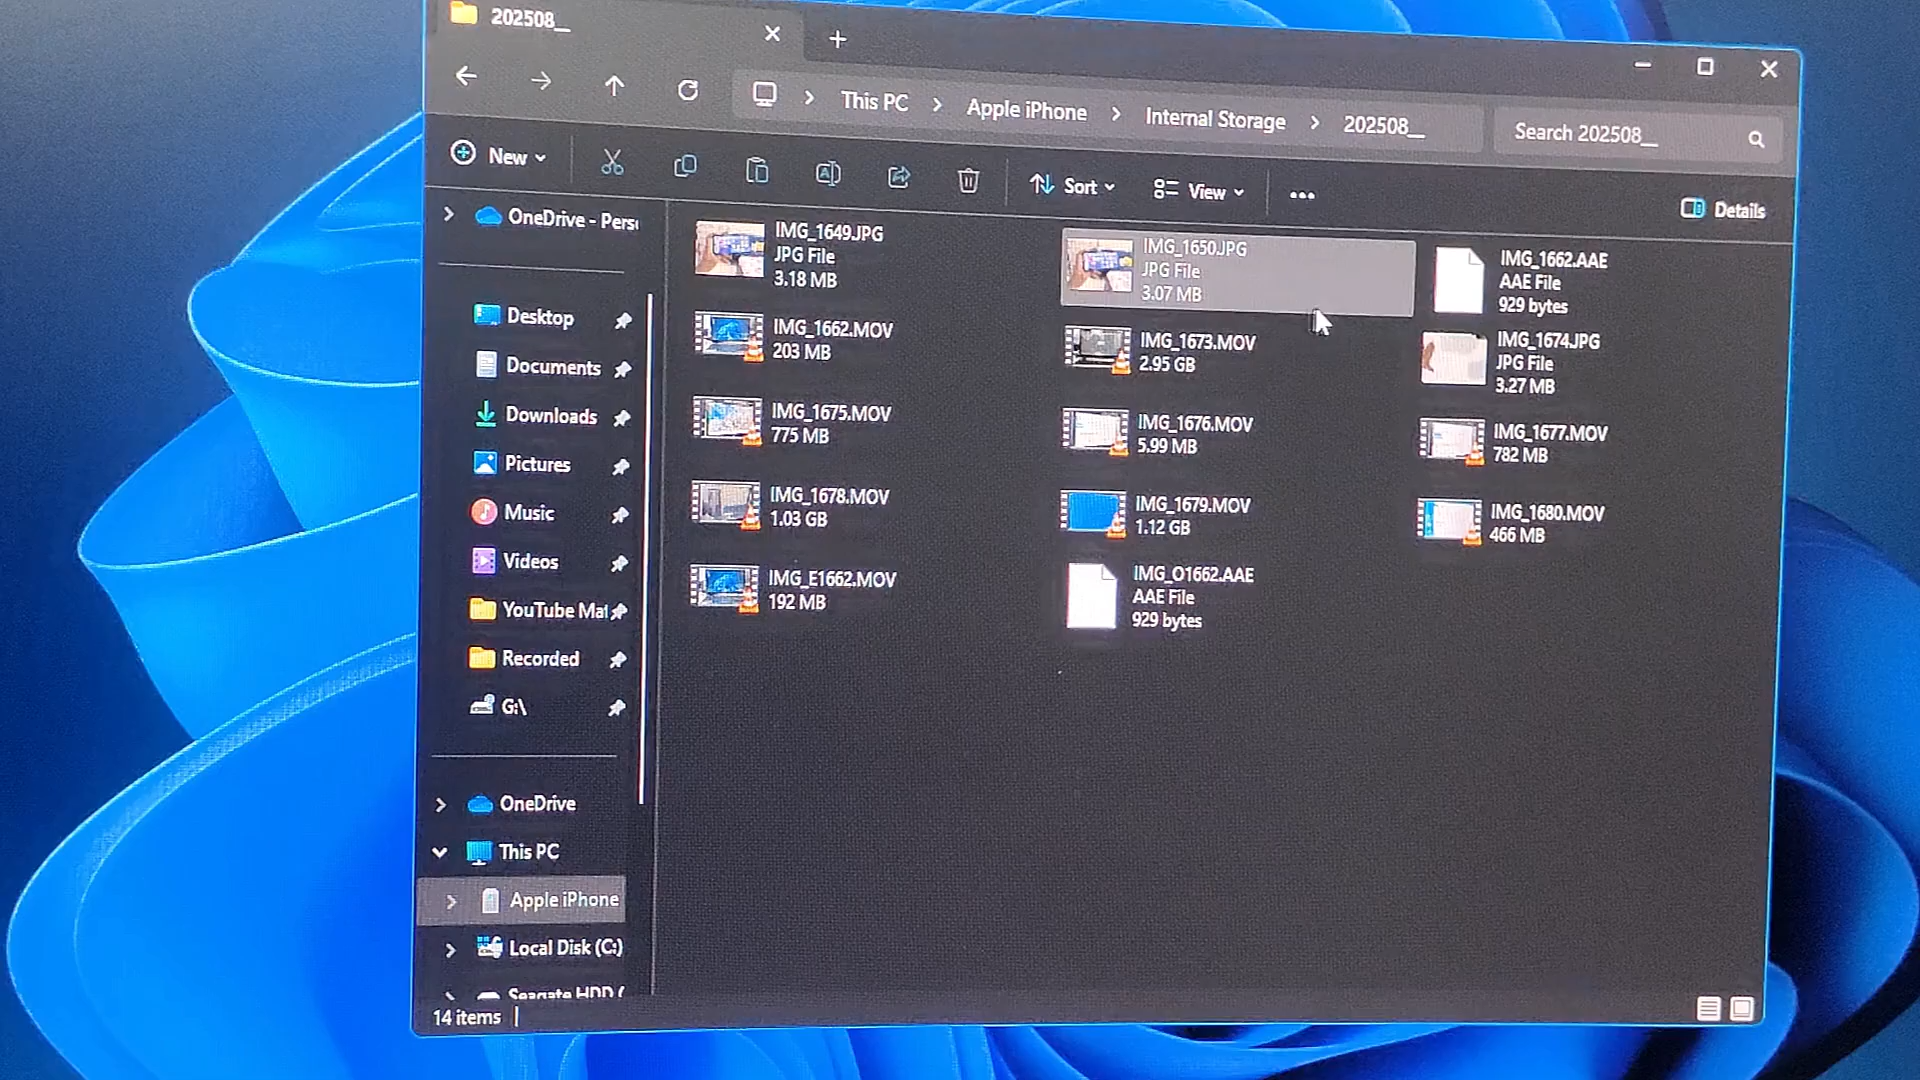 202508__
This PC
Apple iPhone
Internal Storage
202508__
Search 202508__
New
Sort
View
Details
OneDrive - Pers
Desktop
Documents
Downloads
Pictures
Music
Videos
YouTube Mat
Recorded
G:\
OneDrive
This PC
Apple iPhone
Local Disk (C:)
Seagate HDD (
IMG_1649.JPG
JPG File
3.18 MB
IMG_1650.JPG
JPG File
3.07 MB
IMG_1662.AAE
AAE File
929 bytes
IMG_1662.MOV
203 MB
IMG_1673.MOV
2.95 GB
IMG_1674.JPG
JPG File
3.27 MB
IMG_1675.MOV
775 MB
IMG_1676.MOV
5.99 MB
IMG_1677.MOV
782 MB
IMG_1678.MOV
1.03 GB
IMG_1679.MOV
1.12 GB
IMG_1680.MOV
466 MB
IMG_E1662.MOV
192 MB
IMG_O1662.AAE
AAE File
929 bytes
14 items